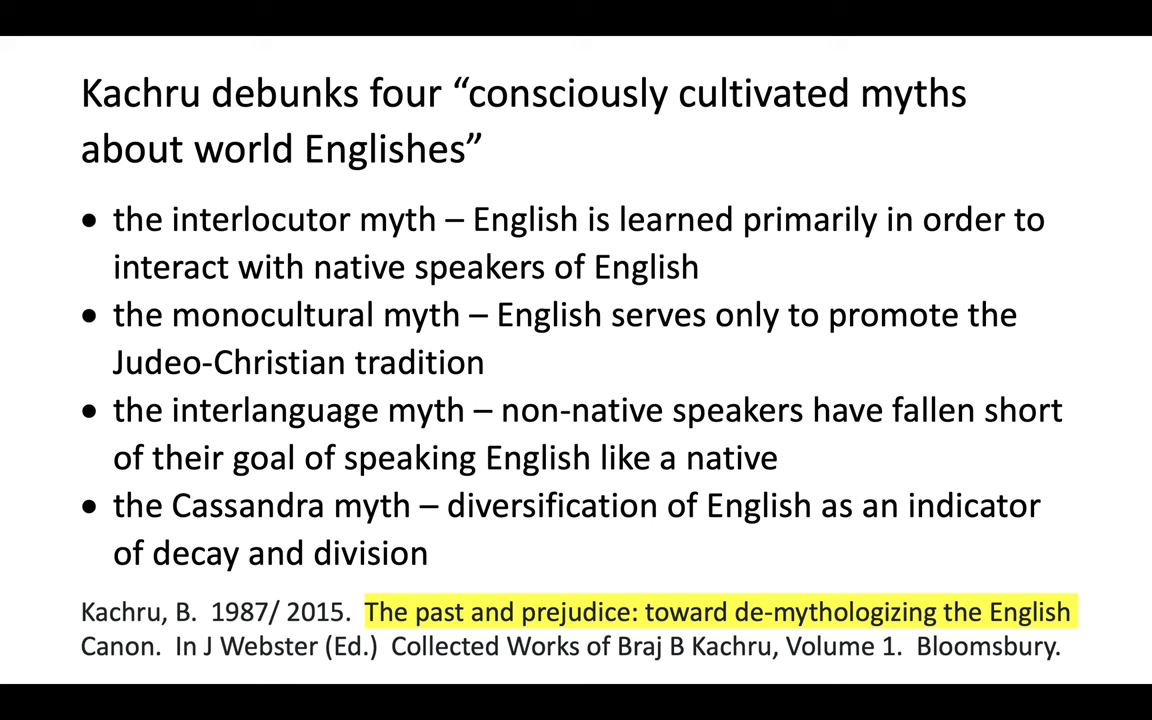 Kachru debunks four “consciously cultivated myths
about world Englishes”
• the interlocutor myth – English is learned primarily in order to
interact with native speakers of English
• the monocultural myth – English serves only to promote the
Judeo-Christian tradition
• the interlanguage myth – non-native speakers have fallen short
of their goal of speaking English like a native
• the Cassandra myth – diversification of English as an indicator
of decay and division
Kachru, B.  1987/ 2015.  The past and prejudice: toward de-mythologizing the English
Canon.  In J Webster (Ed.)  Collected Works of Braj B Kachru, Volume 1.  Bloomsbury.